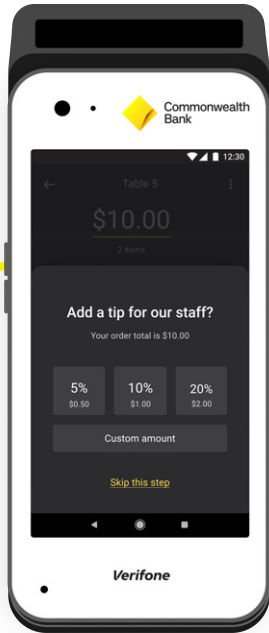 Commonwealth
Bank
12:30
Table 5
$10.00
2 items
Add a tip for our staff?
Your order total is $10.00
5% 10% 20%
$0.50 $1.00 $2.00
Custom amount
Skip this step
Verifone